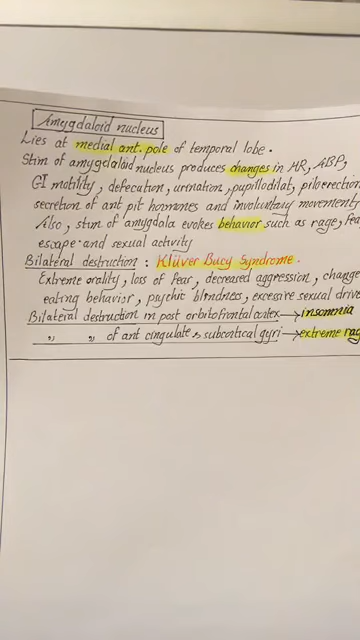 Amygdaloid nucleus
Lies at medial ant. pole of temporal lobe.
Stim of amygdaloid nucleus produces changes in HR, ABP,
GI motility, defecation, urination, pupillodilat, piloerection
secretion of ant pit hormones and involuntary movement
Also, stim of amygdala evokes behavior such as rage, fea
escape and sexual activity
Bilateral destruction : Klüver Bucy Syndrome.
Extreme orality, loss of fear, decreased aggression, change
eating behavior, psychic blindness, excessive sexual drive
Bilateral destruction in post orbitofrontal cortex → insomnia
,, ,, of ant cingulate & subcortical gyri → extreme rag